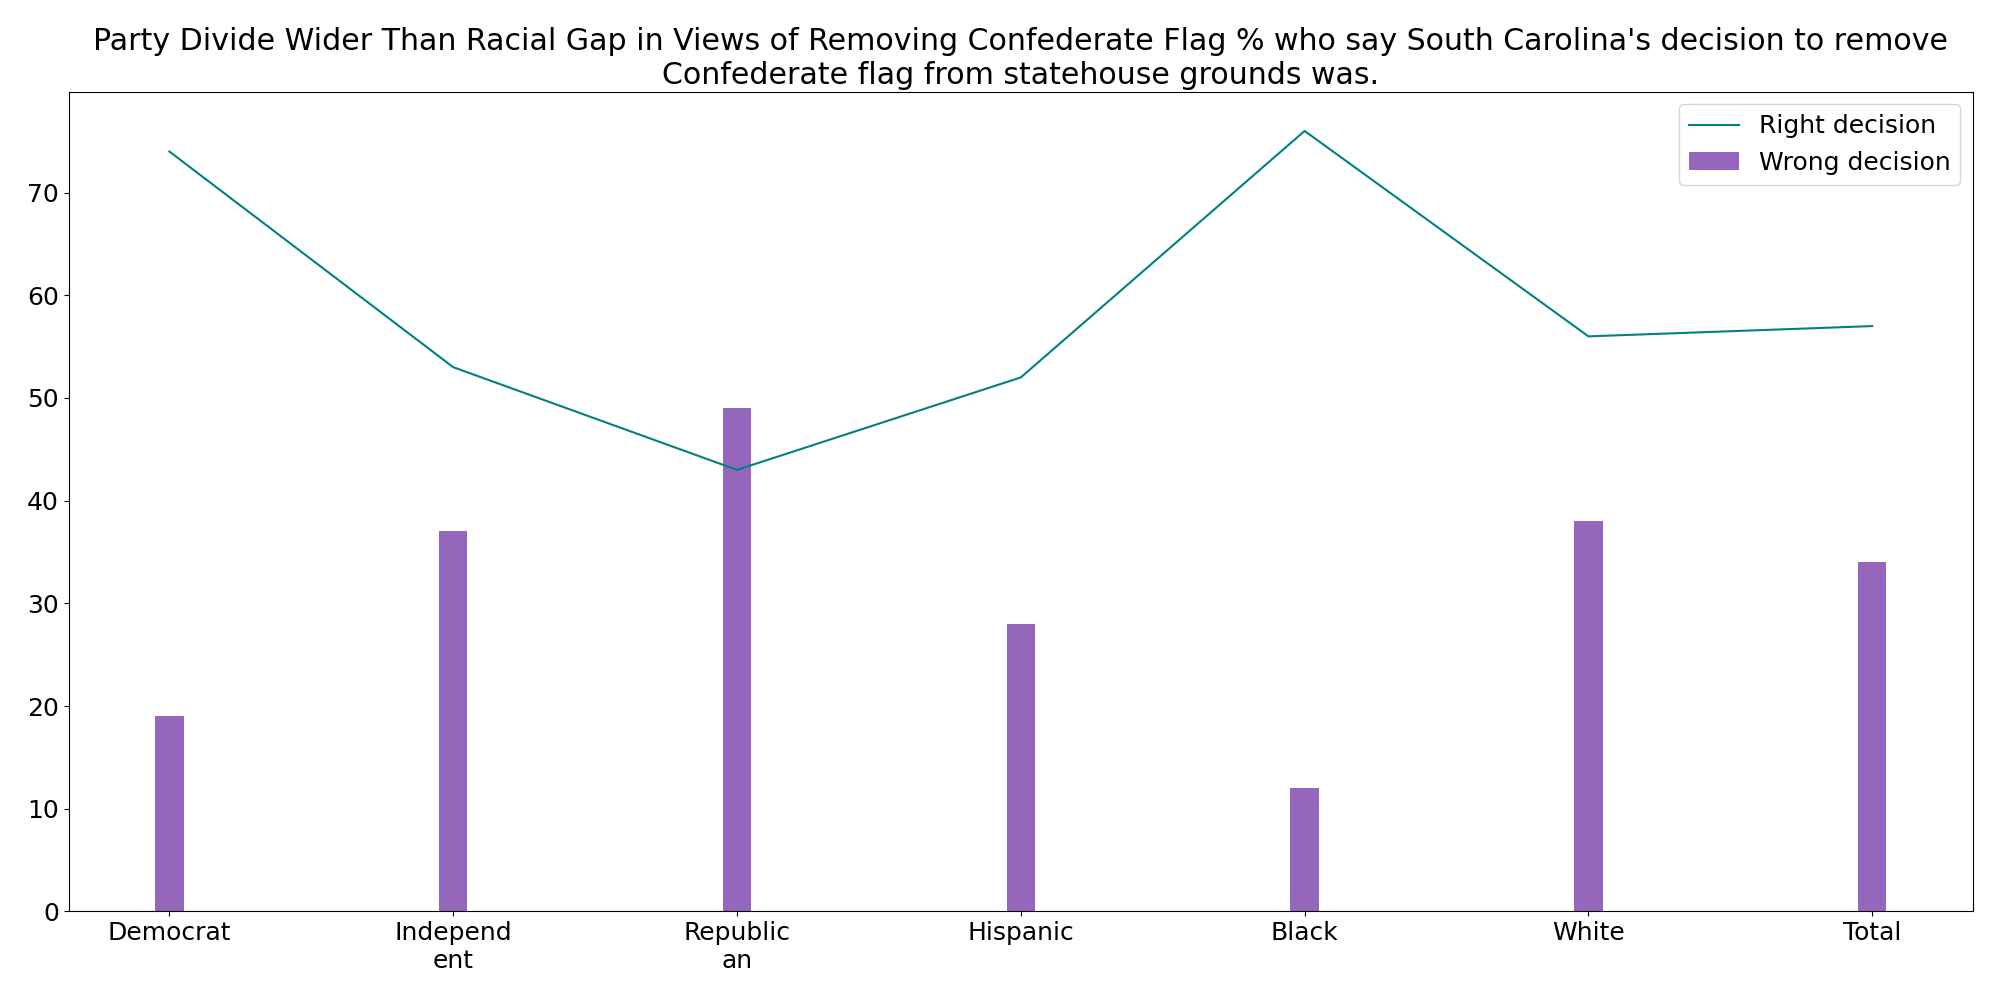 Party Divide Wider Than Racial Gap in Views of Removing Confederate Flag % who say South Carolina's decision to remove
Confederate flag from statehouse grounds was.
Right decision
Wrong decision
70
60
50
40
30
20
10
0
Democrat
Independ
ent
Republic
an
Hispanic
Black
White
Total